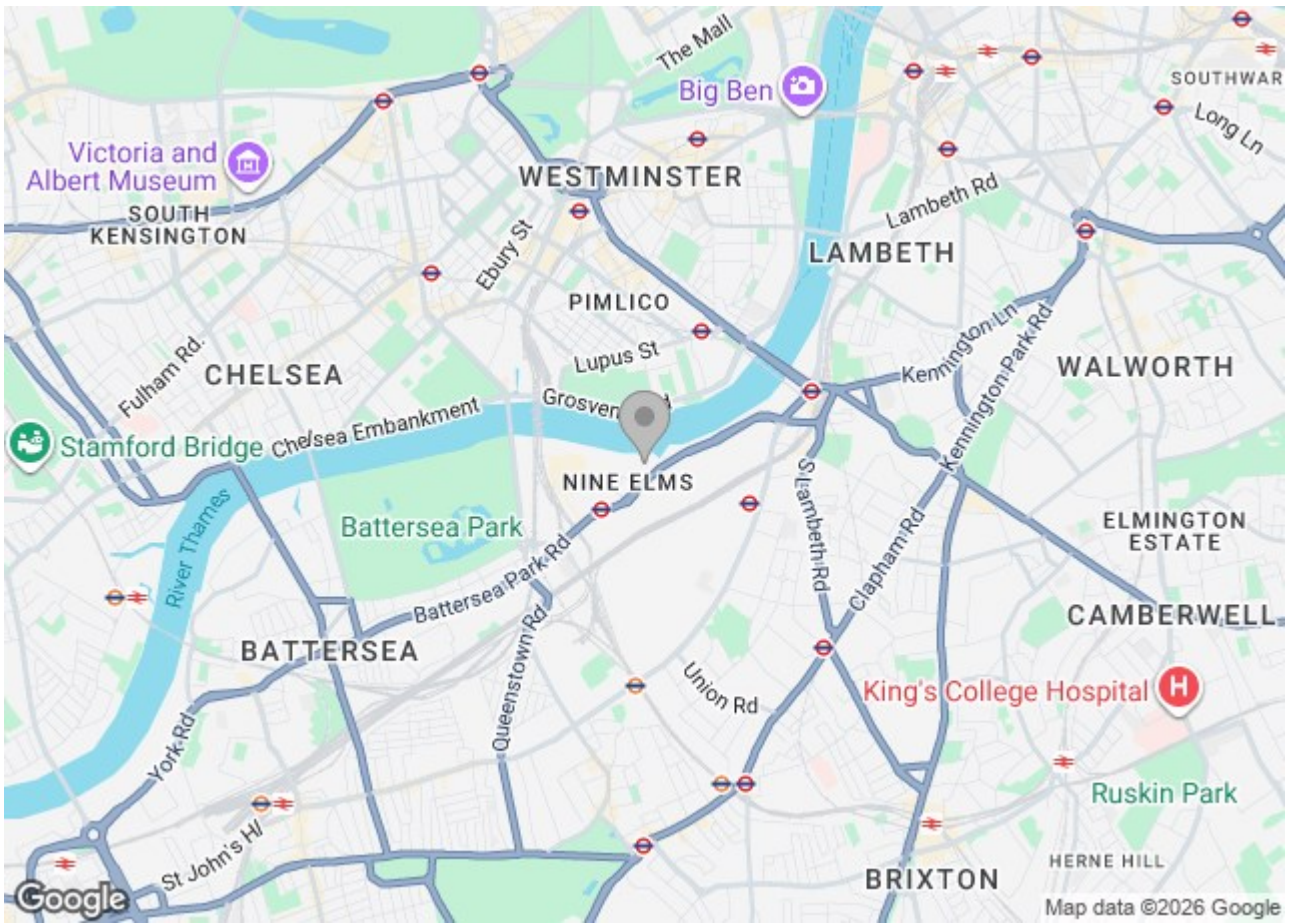 The Mall
Big Ben
SOUTHWAR
Long Ln
Victoria and
Albert Museum
WESTMINSTER
SOUTH
KENSINGTON
Lambeth Rd
Ebury St
LAMBETH
PIMLICO
Kennington Ln
Lupus St
Fulham Rd.
CHELSEA
WALWORTH
Kennington Park Rd
Chelsea Embankment
Stamford Bridge
NINE ELMS
S Lambeth Rd
Battersea Park
River Thames
Clapham Rd
ELMINGTON
ESTATE
Battersea Park Rd
CAMBERWELL
BATTERSEA
Queenstown Rd
Union Rd
King's College Hospital
H
York Rd
Ruskin Park
St John's H
HERNE HILL
BRIXTON
Google
Map data ©2026 Google